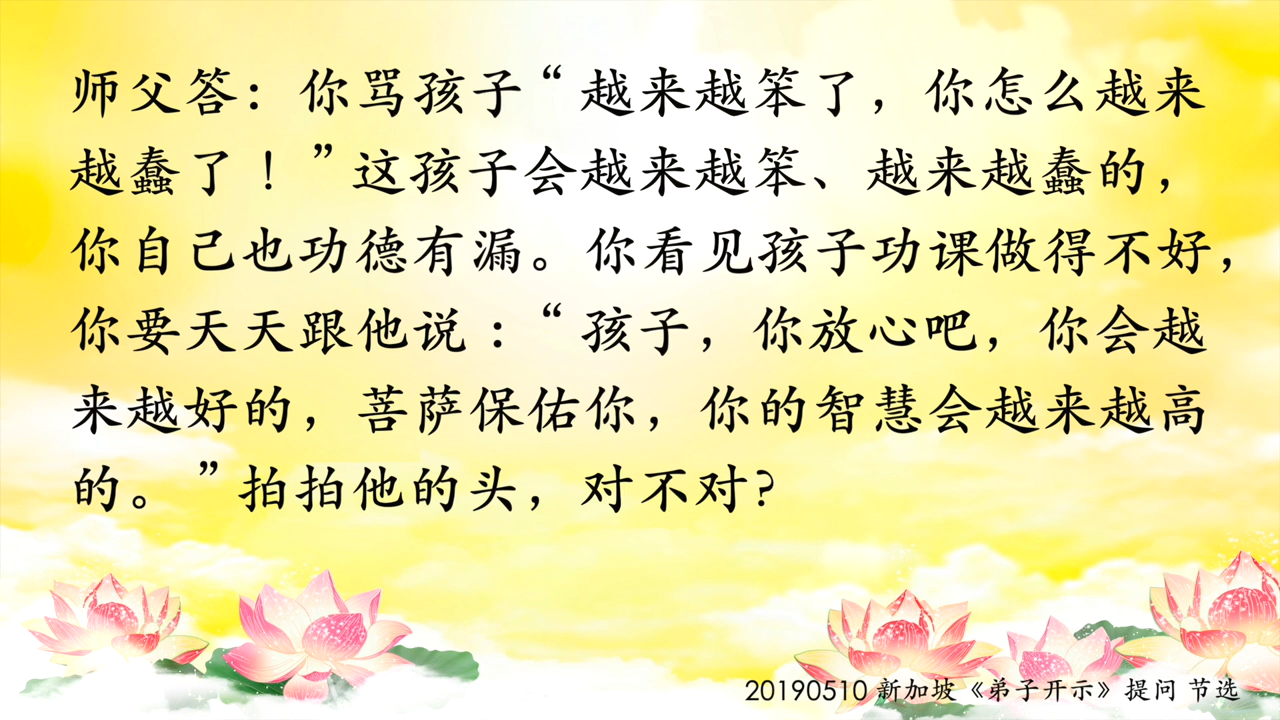 师父答：你骂孩子“越来越笨了，你怎么越来
越蠢了！”这孩子会越来越笨、越来越蠢的，
你自己也功德有漏。你看见孩子功课做得不好，
你要天天跟他说：“孩子，你放心吧，你会越
来越好的，菩萨保佑你，你的智慧会越来越高
的。”拍拍他的头，对不对？
20190510 新加坡《弟子开示》提问 节选